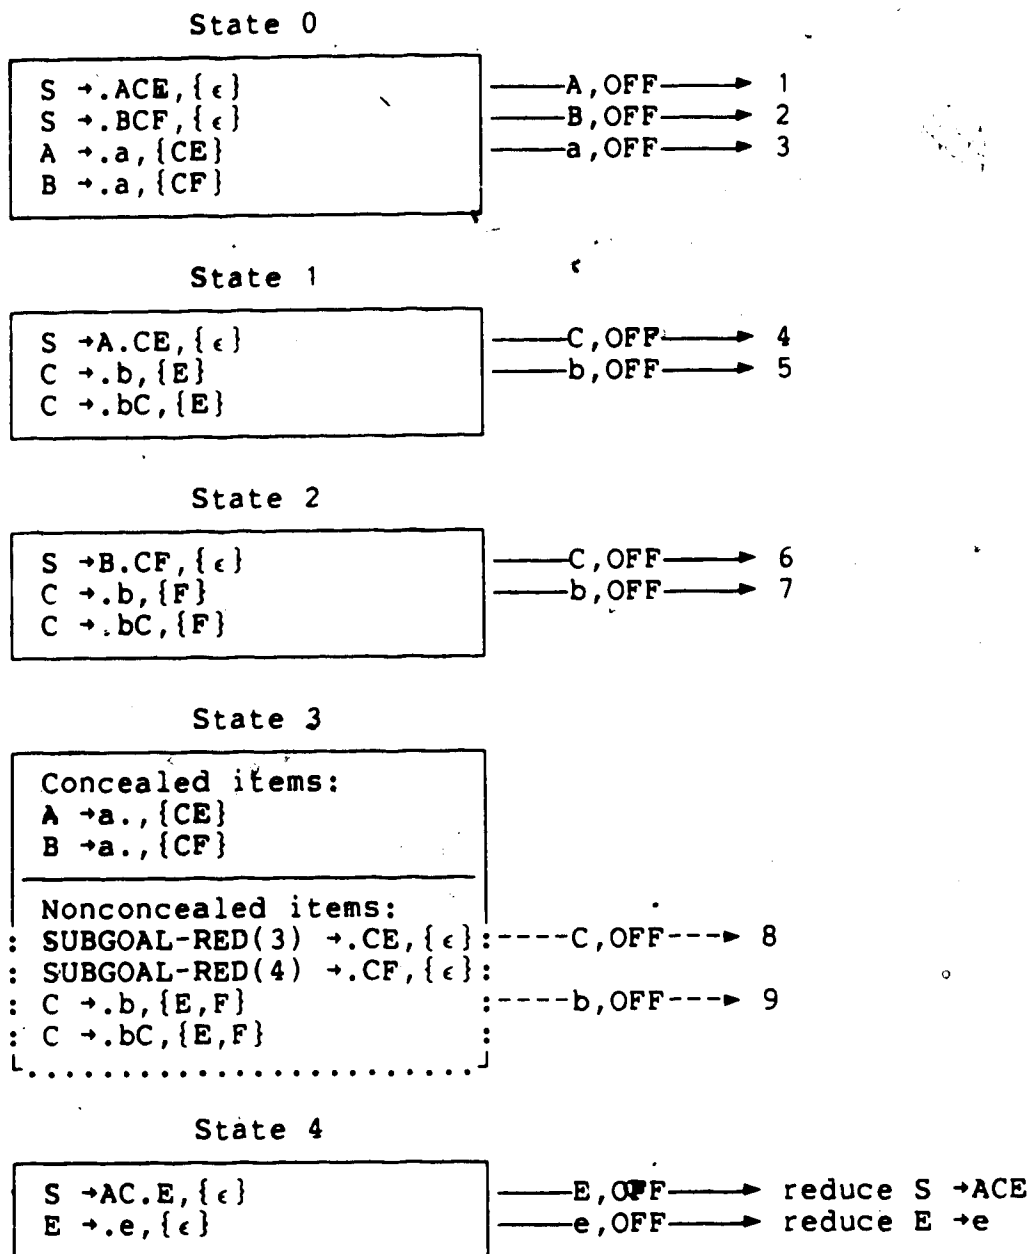 State 0
S →.ACE,{ϵ} A,OFF 1
S →.BCF,{ϵ} B,OFF 2
A →.a,{CE} a,OFF 3
B →.a,{CF}
State 1
S →A.CE,{ϵ} C,OFF 4
C →.b,{E} b,OFF 5
C →.bC,{E}
State 2
S →B.CF,{ϵ} C,OFF 6
C →.b,{F} b,OFF 7
C →.bC,{F}
State 3
Concealed items:
A →a.,{CE}
B →a.,{CF}
Nonconcealed items:
SUBGOAL-RED(3) →.CE,{ϵ} C,OFF 8
SUBGOAL-RED(4) →.CF,{ϵ}
C →.b,{E,F} b,OFF 9
C →.bC,{E,F}
State 4
S →AC.E,{ϵ} E,OFF reduce S →ACE
E →.e,{ϵ} e,OFF reduce E →e